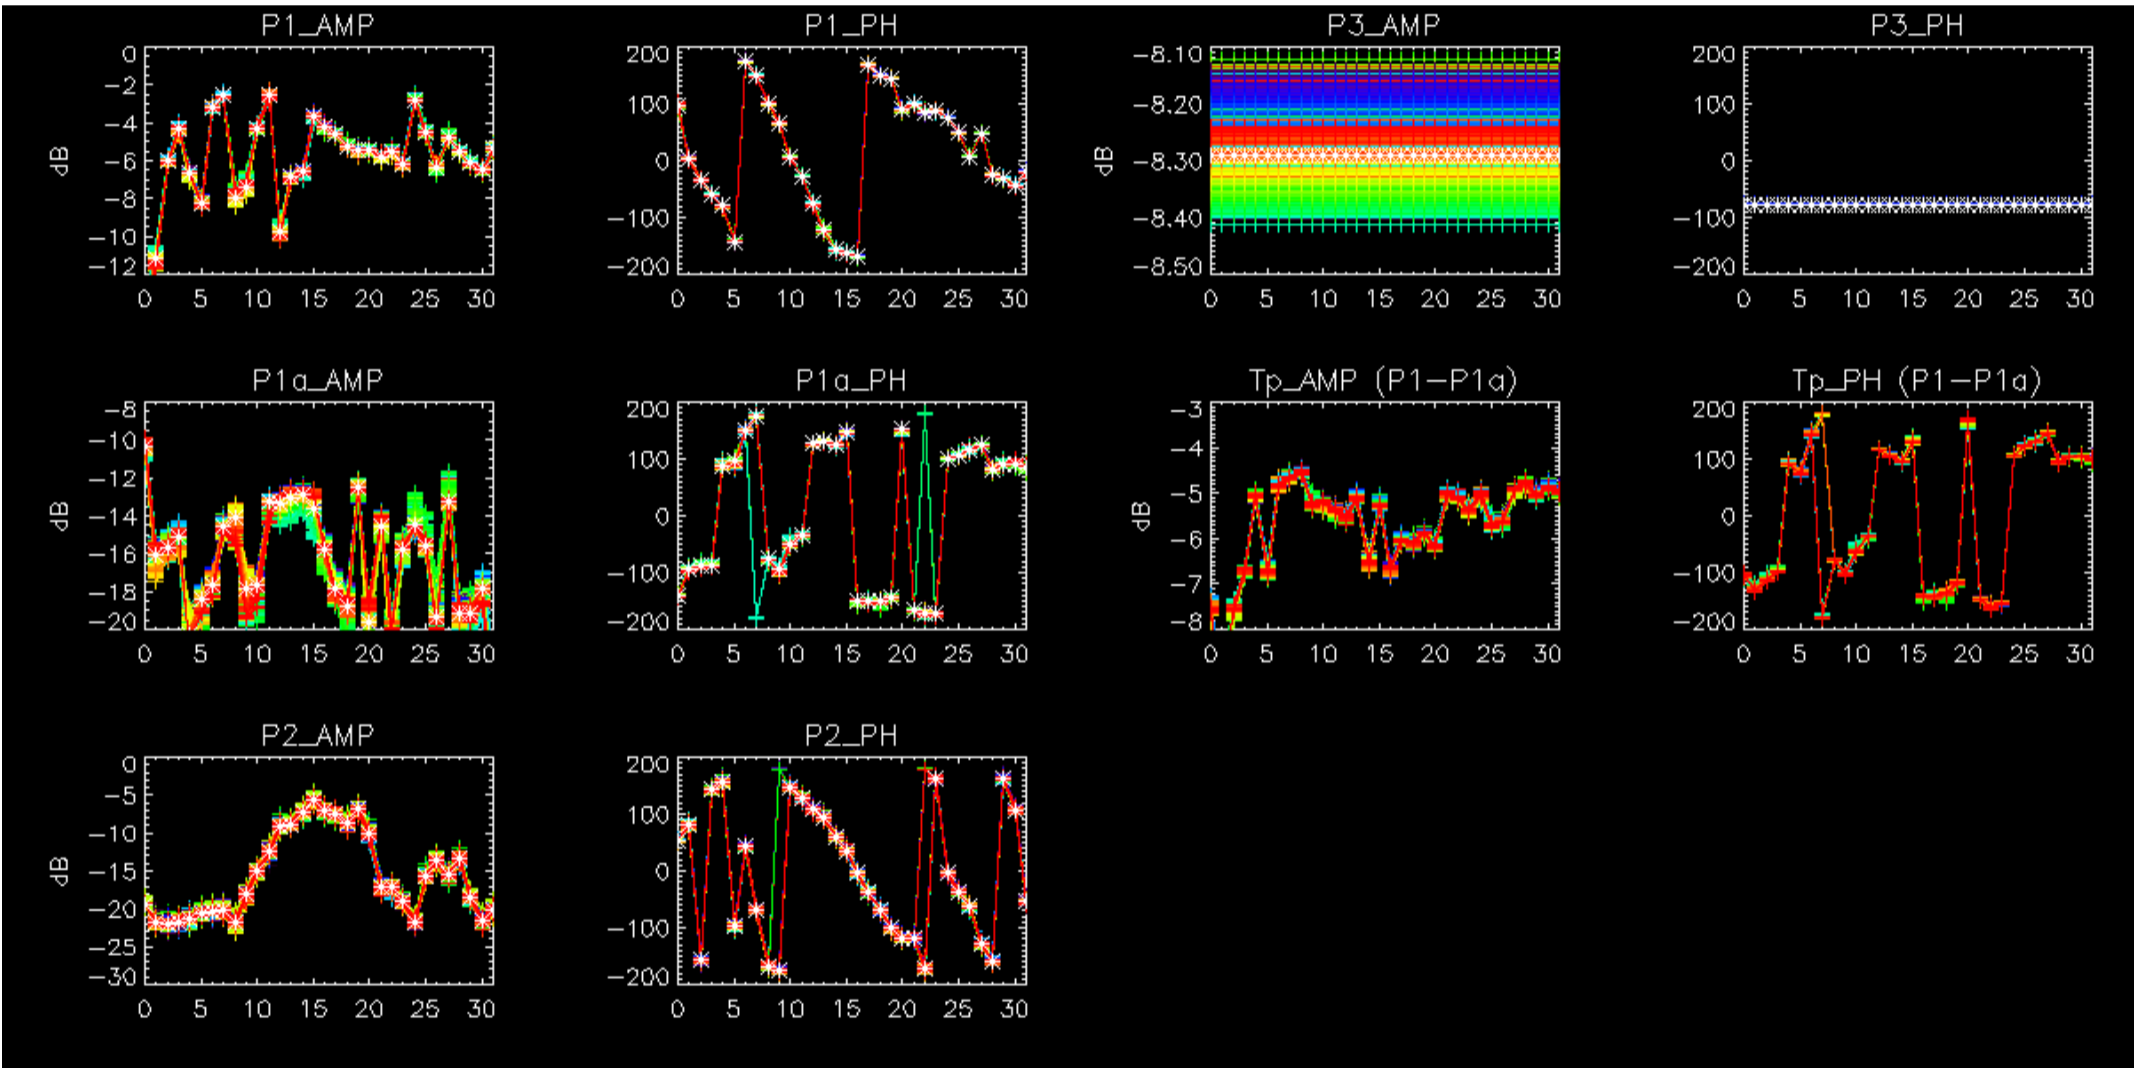 P1_AMP
P1_PH
P3_AMP
P3_PH
0
-2
-4
-6
-8
-10
-12
dB
0 5 10 15 20 25 30
200
100
0
-100
-200
0 5 10 15 20 25 30
-8.10
-8.20
-8.30
-8.40
-8.50
dB
0 5 10 15 20 25 30
200
100
0
-100
-200
0 5 10 15 20 25 30
P1a_AMP
P1a_PH
Tp_AMP (P1-P1a)
Tp_PH (P1-P1a)
-8
-10
-12
-14
-16
-18
-20
dB
0 5 10 15 20 25 30
200
100
0
-100
-200
0 5 10 15 20 25 30
-3
-4
-5
-6
-7
-8
dB
0 5 10 15 20 25 30
200
100
0
-100
-200
0 5 10 15 20 25 30
P2_AMP
P2_PH
0
-5
-10
-15
-20
-25
-30
dB
0 5 10 15 20 25 30
200
100
0
-100
-200
0 5 10 15 20 25 30